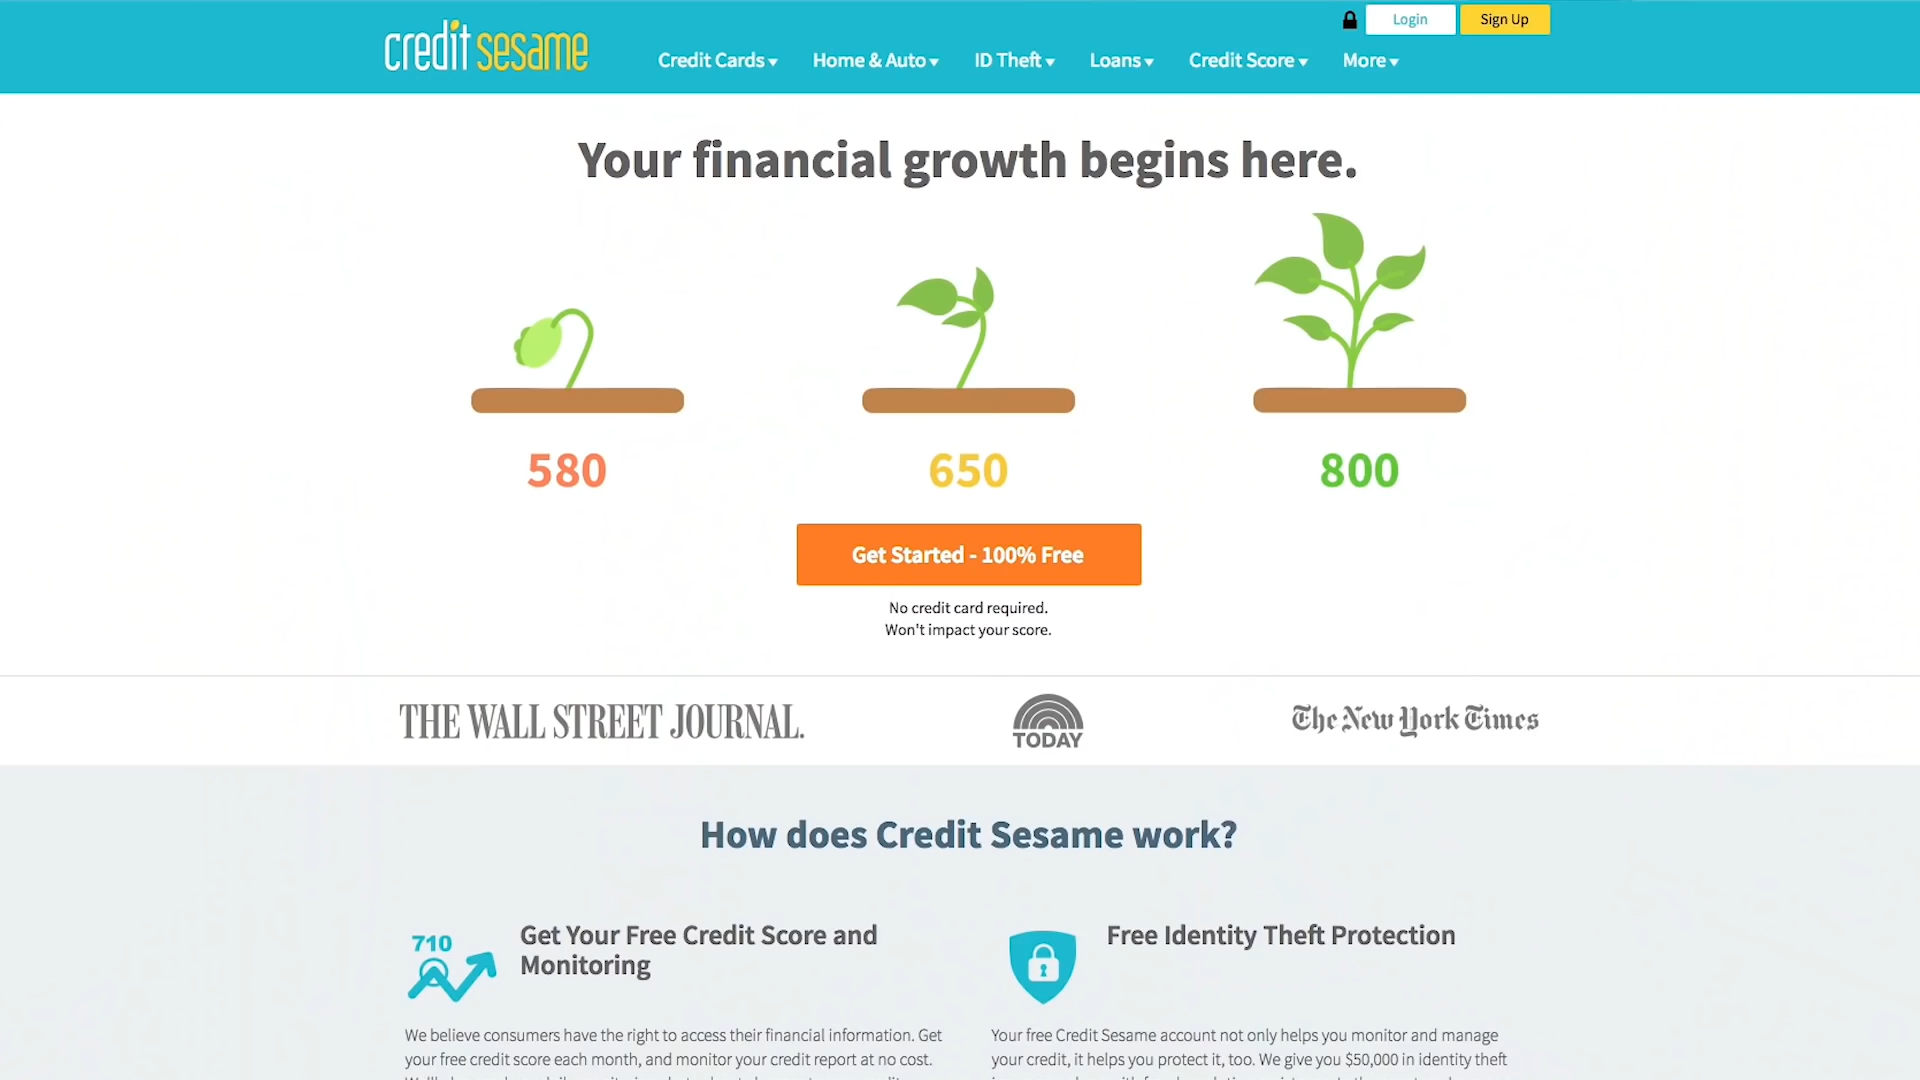 credit sesame
Login
Sign Up
Credit Cards
Home & Auto
ID Theft
Loans
Credit Score
More
Your financial growth begins here.
580
650
800
Get Started - 100% Free
No credit card required.
Won't impact your score.
THE WALL STREET JOURNAL.
TODAY
The New York Times
How does Credit Sesame work?
710
Get Your Free Credit Score and
Monitoring
We believe consumers have the right to access their financial information. Get
your free credit score each month, and monitor your credit report at no cost.
Free Identity Theft Protection
Your free Credit Sesame account not only helps you monitor and manage
your credit, it helps you protect it, too. We give you $50,000 in identity theft